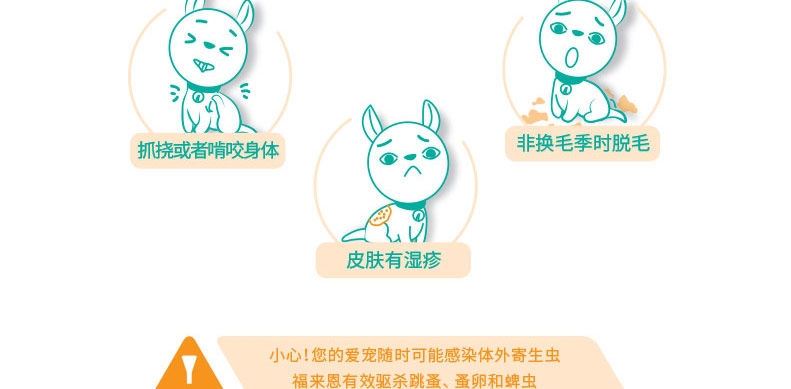 抓挠或者啃咬身体
非换毛季时脱毛
皮肤有湿疹
小心！您的爱宠随时可能感染体外寄生虫
福来恩有效驱杀跳蚤、蚤卵和蜱虫